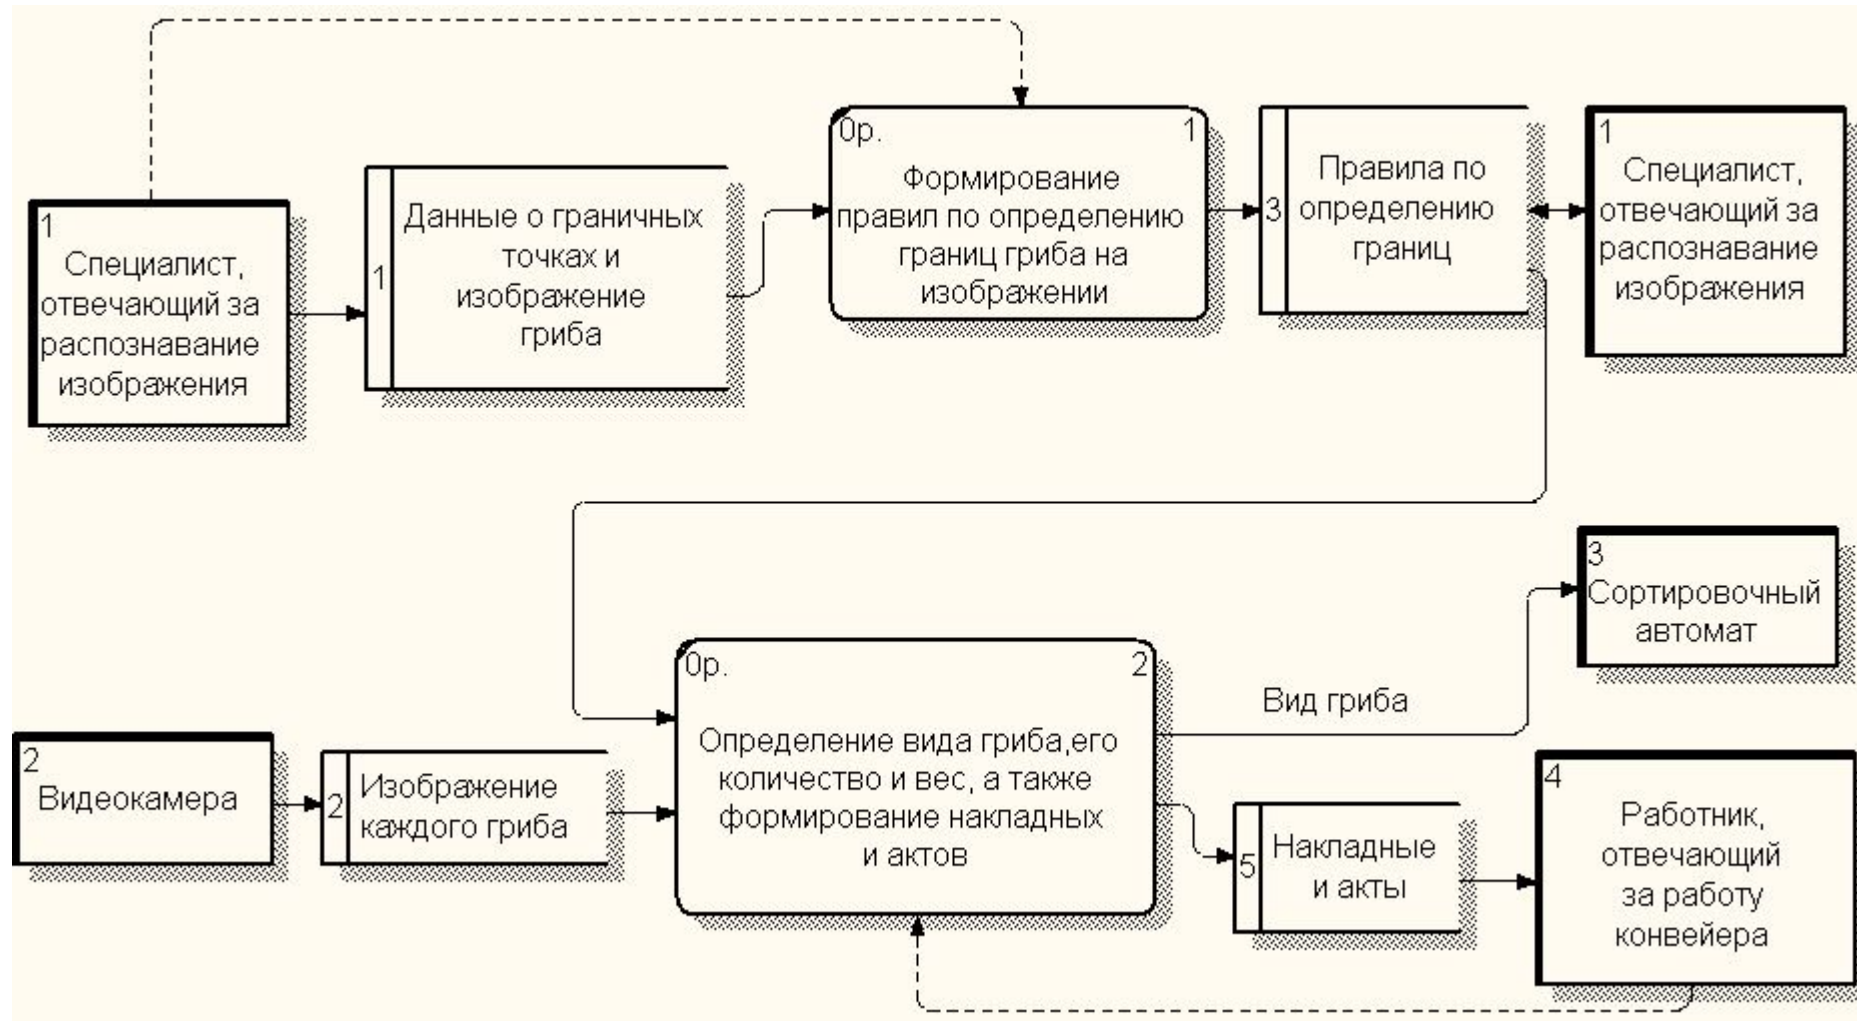 1
Специалист,
отвечающий за
распознавание
изображения
1
Данные о граничных
точках и
изображение
гриба
0р.
1
Формирование
правил по определению
границ гриба на
изображении
3
Правила по
определению
границ
1
Специалист,
отвечающий за
распознавание
изображения
3
Сортировочный
автомат
2
Видеокамера
2
Изображение
каждого гриба
0р.
2
Определение вида гриба,его
количество и вес, а также
формирование накладных
и актов
Вид гриба
5
Накладные
и акты
4
Работник,
отвечающий
за работу
конвейера